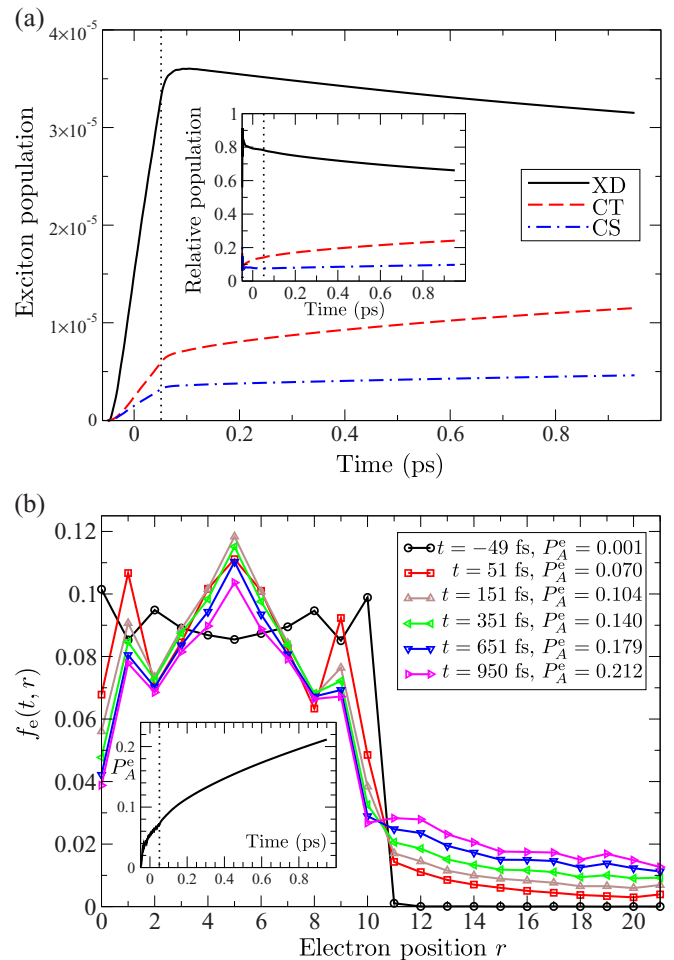 (a)
4×10⁻⁵
3×10⁻⁵
2×10⁻⁵
1×10⁻⁵
0
Exciton population
0 0.2 0.4 0.6 0.8
Time (ps)
1
0.8
0.6
0.4
0.2
0
Relative population
0 0.2 0.4 0.6 0.8
Time (ps)
XD
CT
CS
(b)
0.12
0.1
0.08
0.06
0.04
0.02
0
fₑ(t, r)
t = −49 fs, P_A^e = 0.001
t = 51 fs, P_A^e = 0.070
t = 151 fs, P_A^e = 0.104
t = 351 fs, P_A^e = 0.140
t = 651 fs, P_A^e = 0.179
t = 950 fs, P_A^e = 0.212
0.2
P_A^e
0.1
0
Time (ps)
0 0.2 0.4 0.6 0.8 1
0 2 4 6 8 10 12 14 16 18 20
Electron position r